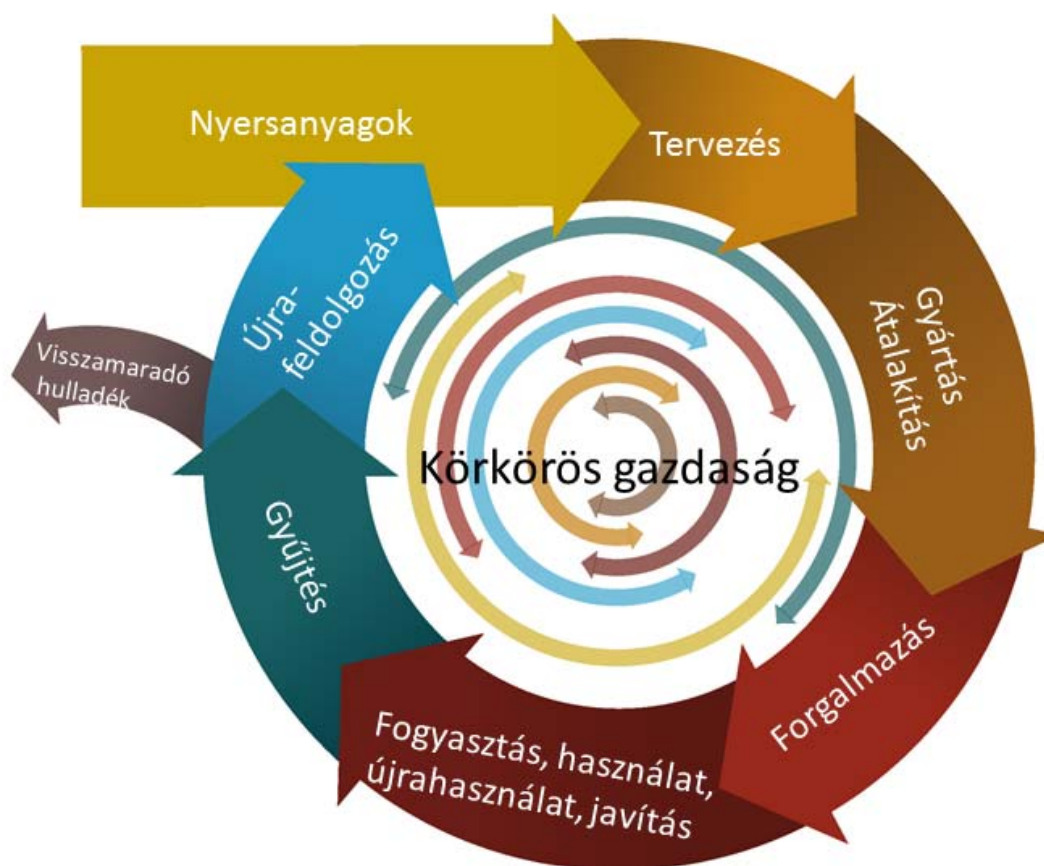 Nyersanyagok
Tervezés
Gyártás
Átalakítás
Forgalmazás
Fogyasztás, használat,
újrahasználat, javítás
Gyűjtés
Újra-
feldolgozás
Visszamaradó
hulladék
Körkörös gazdaság